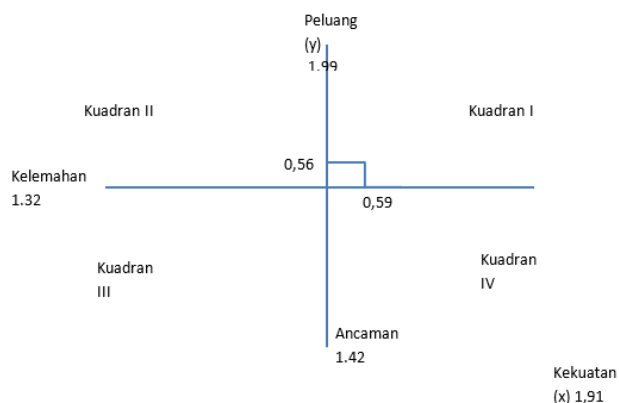 Peluang
(y)
1.99
Kuadran II
Kuadran I
0,56
Kelemahan
1.32
0,59
Kuadran
III
Kuadran
IV
Ancaman
1.42
Kekuatan
(x) 1,91